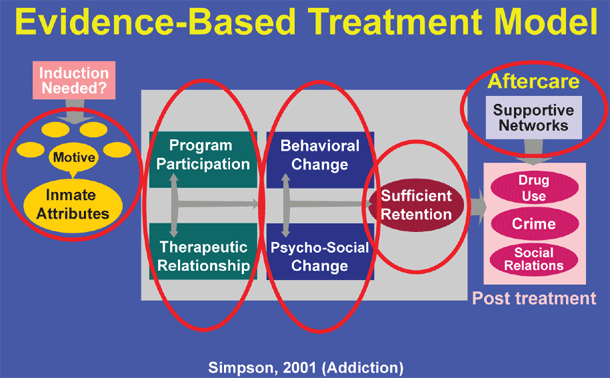 Evidence-Based Treatment Model
Induction
Needed?
Motive
Inmate
Attributes
Program
Participation
Therapeutic
Relationship
Behavioral
Change
Psycho-Social
Change
Sufficient
Retention
Aftercare
Supportive
Networks
Drug
Use
Crime
Social
Relations
Post treatment
Simpson, 2001 (Addiction)